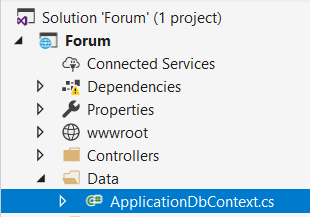 Solution 'Forum' (1 project)
Forum
Connected Services
Dependencies
Properties
wwwroot
Controllers
Data
ApplicationDbContext.cs